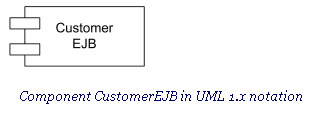 Customer
EJB
Component CustomerEJB in UML 1.x notation